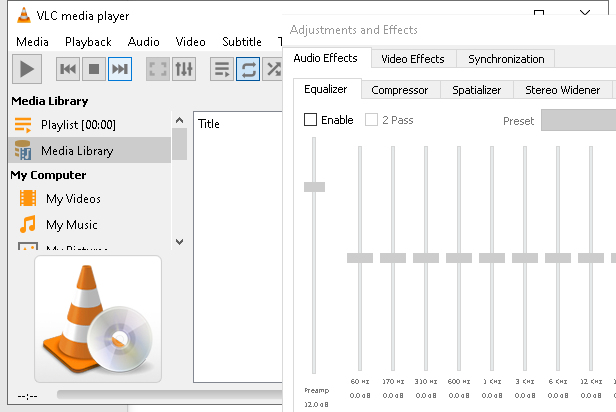 VLC media player
Media Playback Audio Video Subtitle
Media Library
Playlist [00:00]
Media Library
My Computer
My Videos
My Music
My Pictures
Title
--:--
Adjustments and Effects
Audio Effects Video Effects Synchronization
Equalizer Compressor Spatializer Stereo Widener
Enable 2 Pass Preset
60 Hz 170 Hz 310 Hz 600 Hz 1 KHz 3 KHz 6 KHz 12 KHz
Preamp 0.0 dB 0.0 dB 0.0 dB 0.0 dB 0.0 dB 0.0 dB 0.0 dB 0.0 dB
12.0 dB